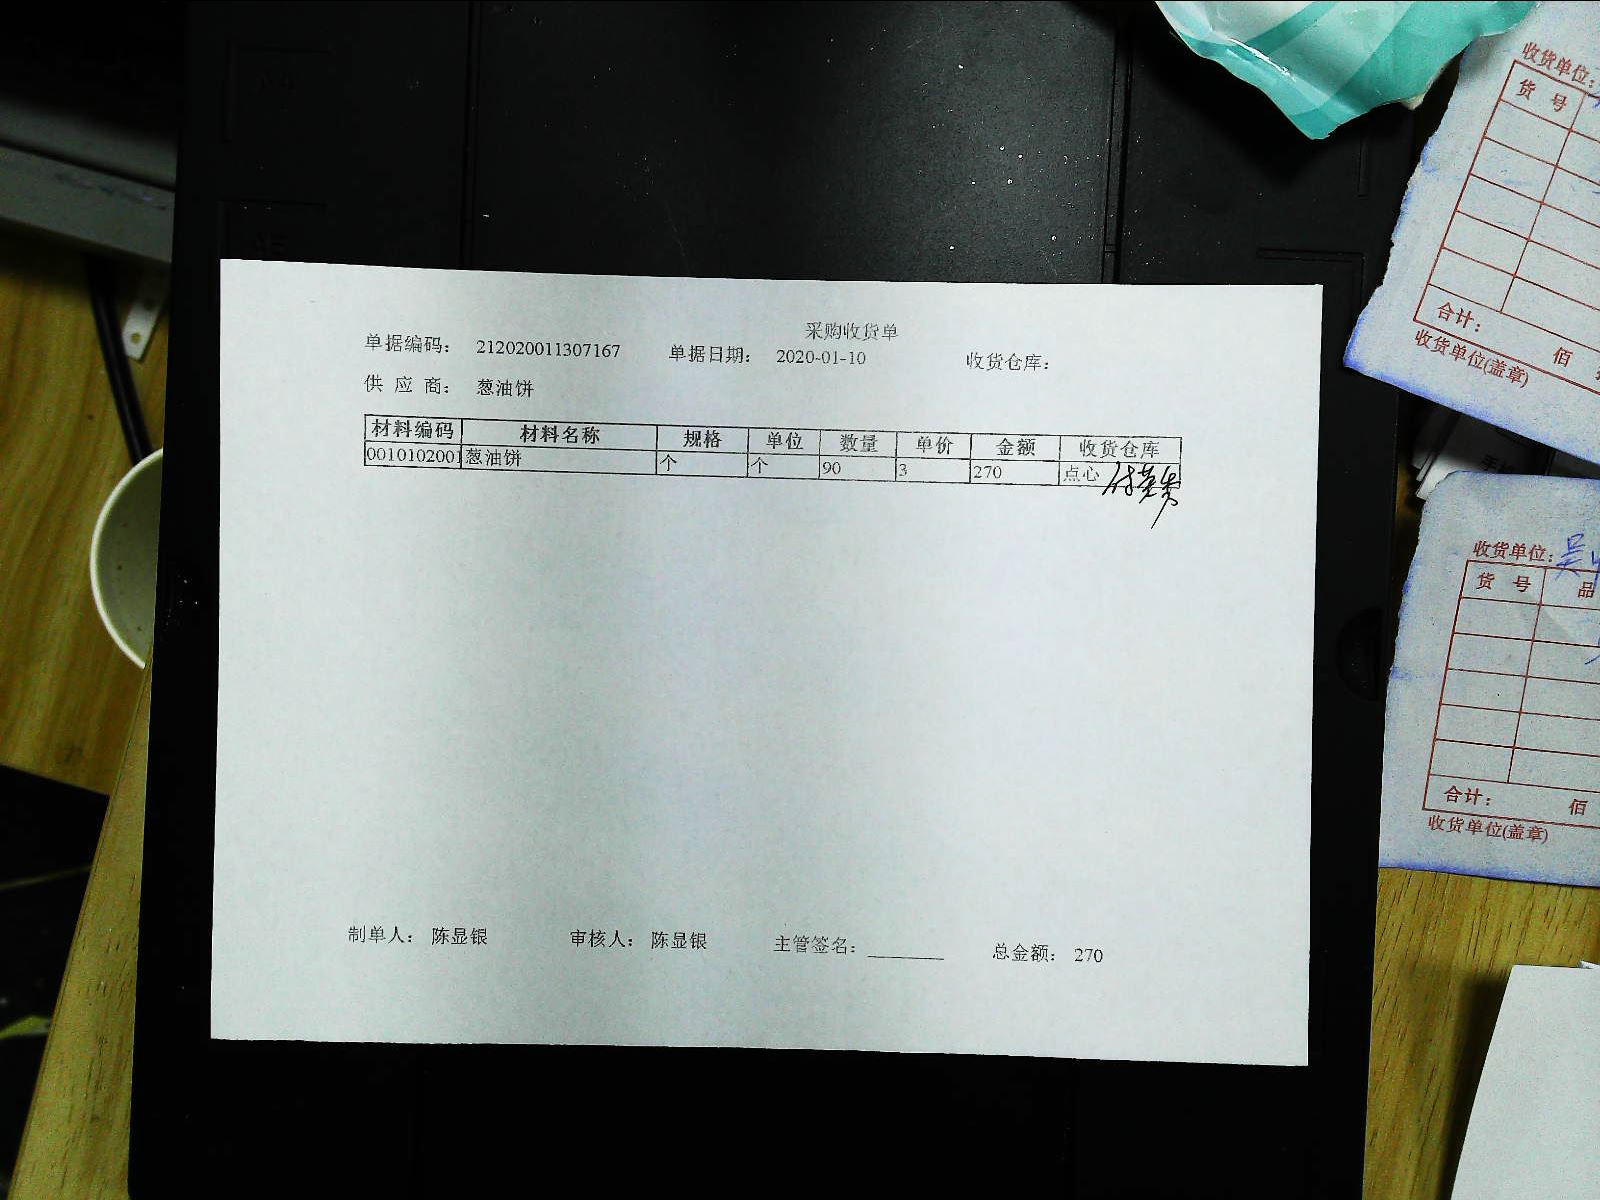 采购收货单
单据编码： 212020011307167 单据日期： 2020-01-10 收货仓库：
供 应 商： 葱油饼
材料编码 材料名称 规格 单位 数量 单价 金额 收货仓库
0010102001 葱油饼 个 个 90 3 270 点心
制单人： 陈显银 审核人： 陈显银 主管签名： 总金额： 270
收货单位：
货 号
合计： 佰
收货单位(盖章)
收货单位： 吴
货 号 品
合计： 佰
收货单位(盖章)